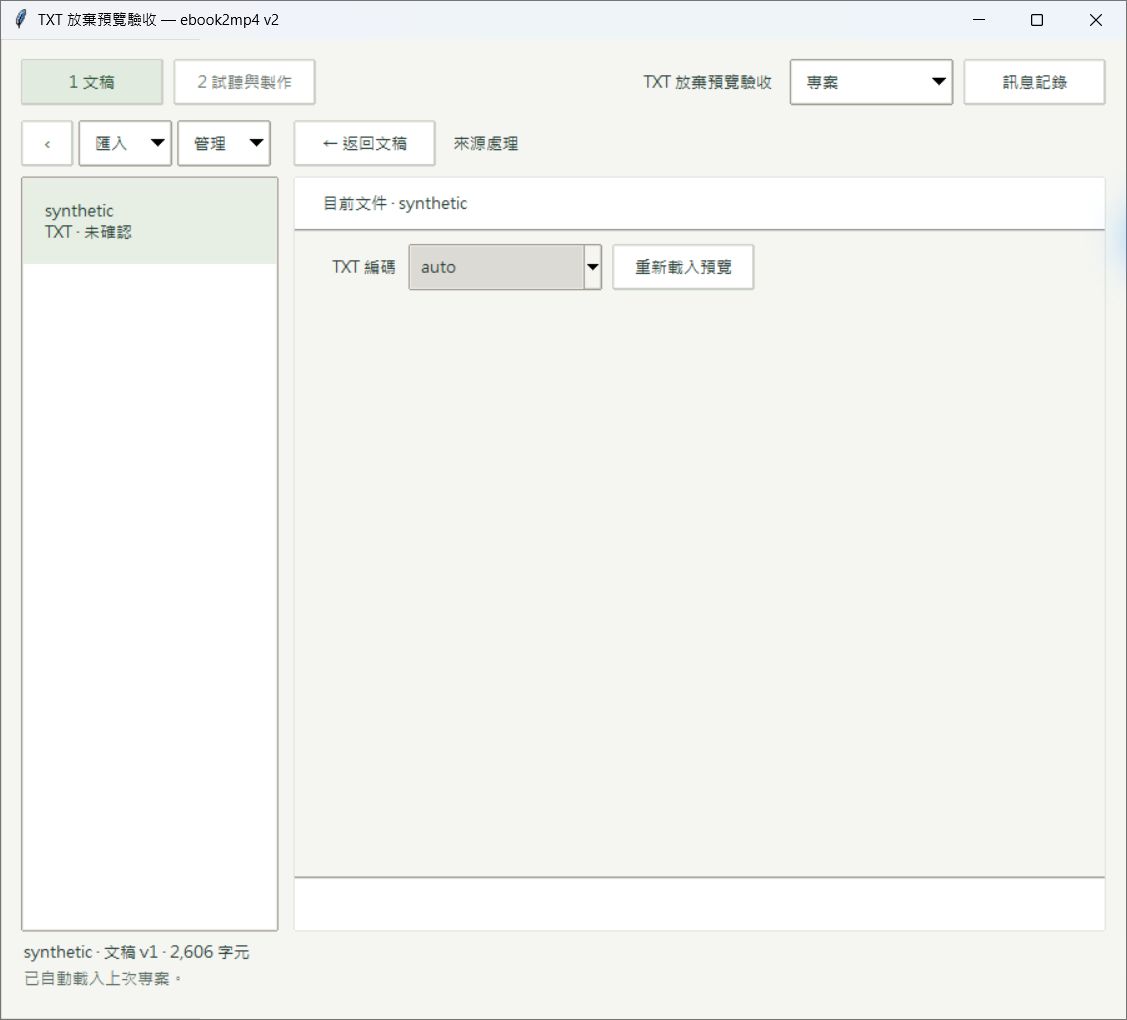 TXT 放棄預覽驗收 — ebook2mp4 v2
1 文稿
2 試聽與製作
TXT 放棄預覽驗收
專案
訊息記錄
‹
匯入
管理
← 返回文稿
來源處理
synthetic
TXT · 未確認
目前文件 · synthetic
TXT 編碼
auto
重新載入預覽
synthetic · 文稿 v1 · 2,606 字元
已自動載入上次專案。